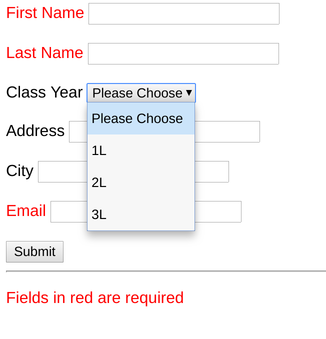 First Name
Last Name
Class Year Please Choose
Please Choose
Address
1L
City
2L
Email
3L
Submit
Fields in red are required